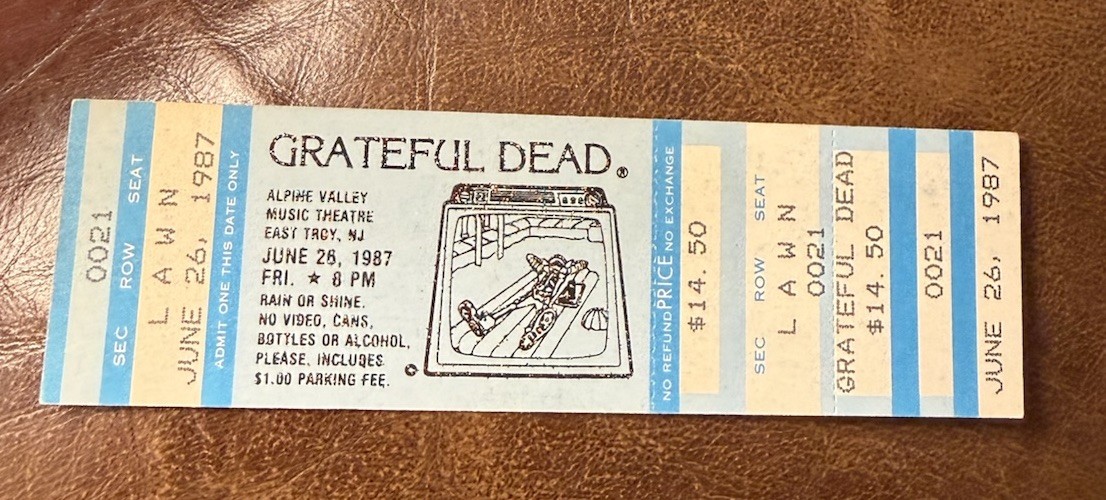 0021
SEC ROW SEAT
L A W N
JUNE 26, 1987
ADMIT ONE THIS DATE ONLY
GRATEFUL DEAD®
ALPINE VALLEY
MUSIC THEATRE
EAST TROY, NJ
JUNE 26, 1987
FRI. ★ 8 PM
RAIN OR SHINE.
NO VIDEO, CANS,
BOTTLES OR ALCOHOL,
PLEASE. INCLUDES
$1.00 PARKING FEE.
NO REFUND PRICE NO EXCHANGE
$14.50
SEC ROW SEAT
L A W N
0021
GRATEFUL DEAD
$14.50
0021
JUNE 26, 1987